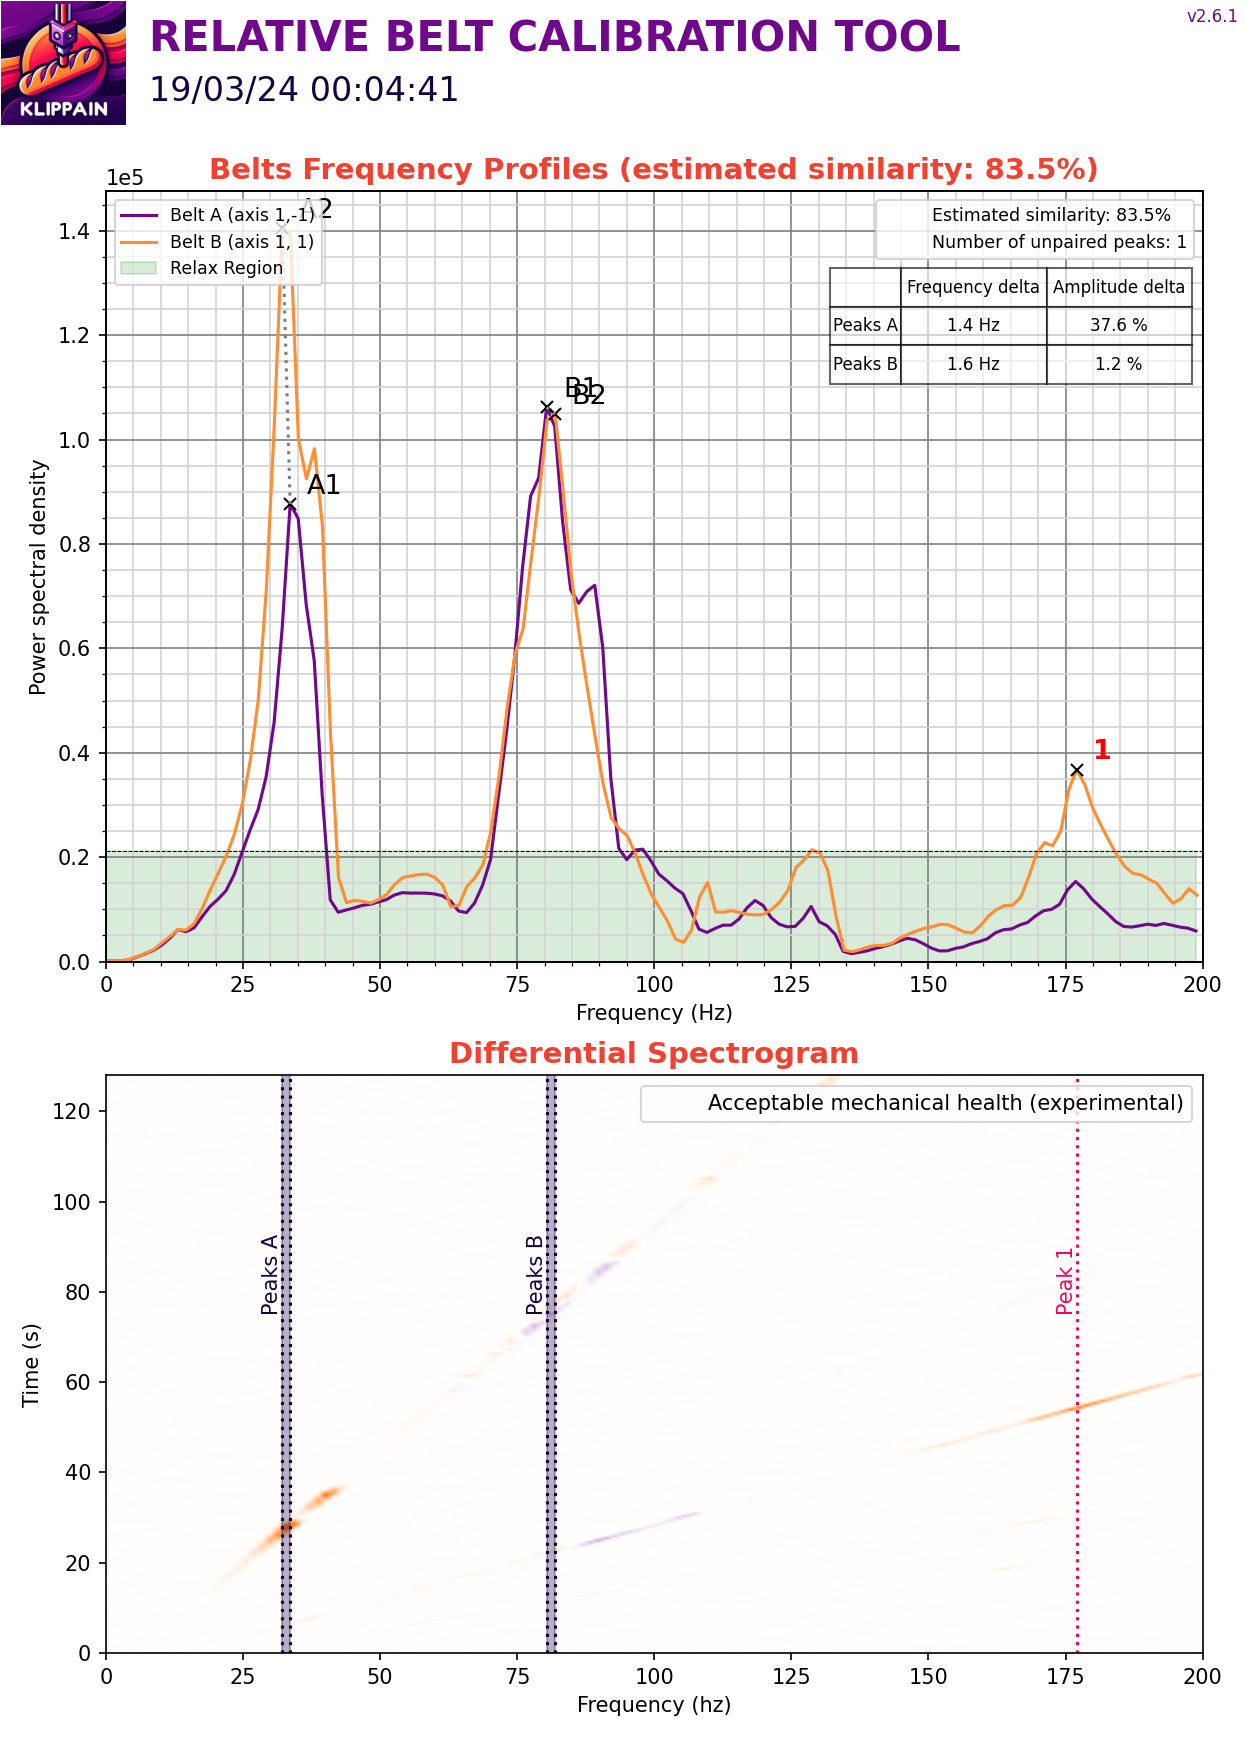 KLIPPAIN
RELATIVE BELT CALIBRATION TOOL
v2.6.1
19/03/24 00:04:41
Belts Frequency Profiles (estimated similarity: 83.5%)
1e5
Belt A (axis 1,-1)
Belt B (axis 1, 1)
Relax Region
A2
Estimated similarity: 83.5%
Number of unpaired peaks: 1
Frequency delta Amplitude delta
Peaks A 1.4 Hz 37.6 %
Peaks B 1.6 Hz 1.2 %
B1
B2
A1
1
1.4
1.2
1.0
0.8
0.6
0.4
0.2
0.0
Power spectral density
0 25 50 75 100 125 150 175 200
Frequency (Hz)
Differential Spectrogram
Acceptable mechanical health (experimental)
Peaks A
Peaks B
Peak 1
120
100
80
60
40
20
0
Time (s)
0 25 50 75 100 125 150 175 200
Frequency (hz)